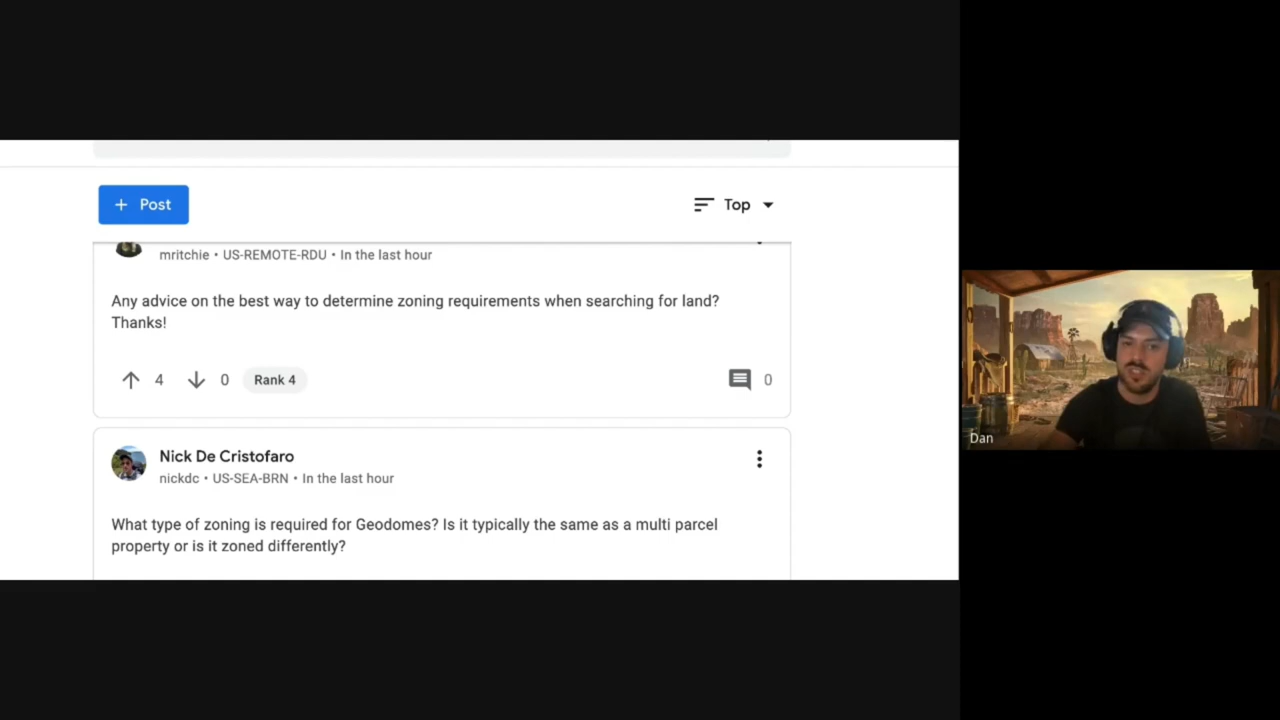 + Post
Top
mritchie • US-REMOTE-RDU • In the last hour
Any advice on the best way to determine zoning requirements when searching for land?
Thanks!
4
0
Rank 4
0
Nick De Cristofaro
nickdc • US-SEA-BRN • In the last hour
What type of zoning is required for Geodomes? Is it typically the same as a multi parcel
property or is it zoned differently?
Dan